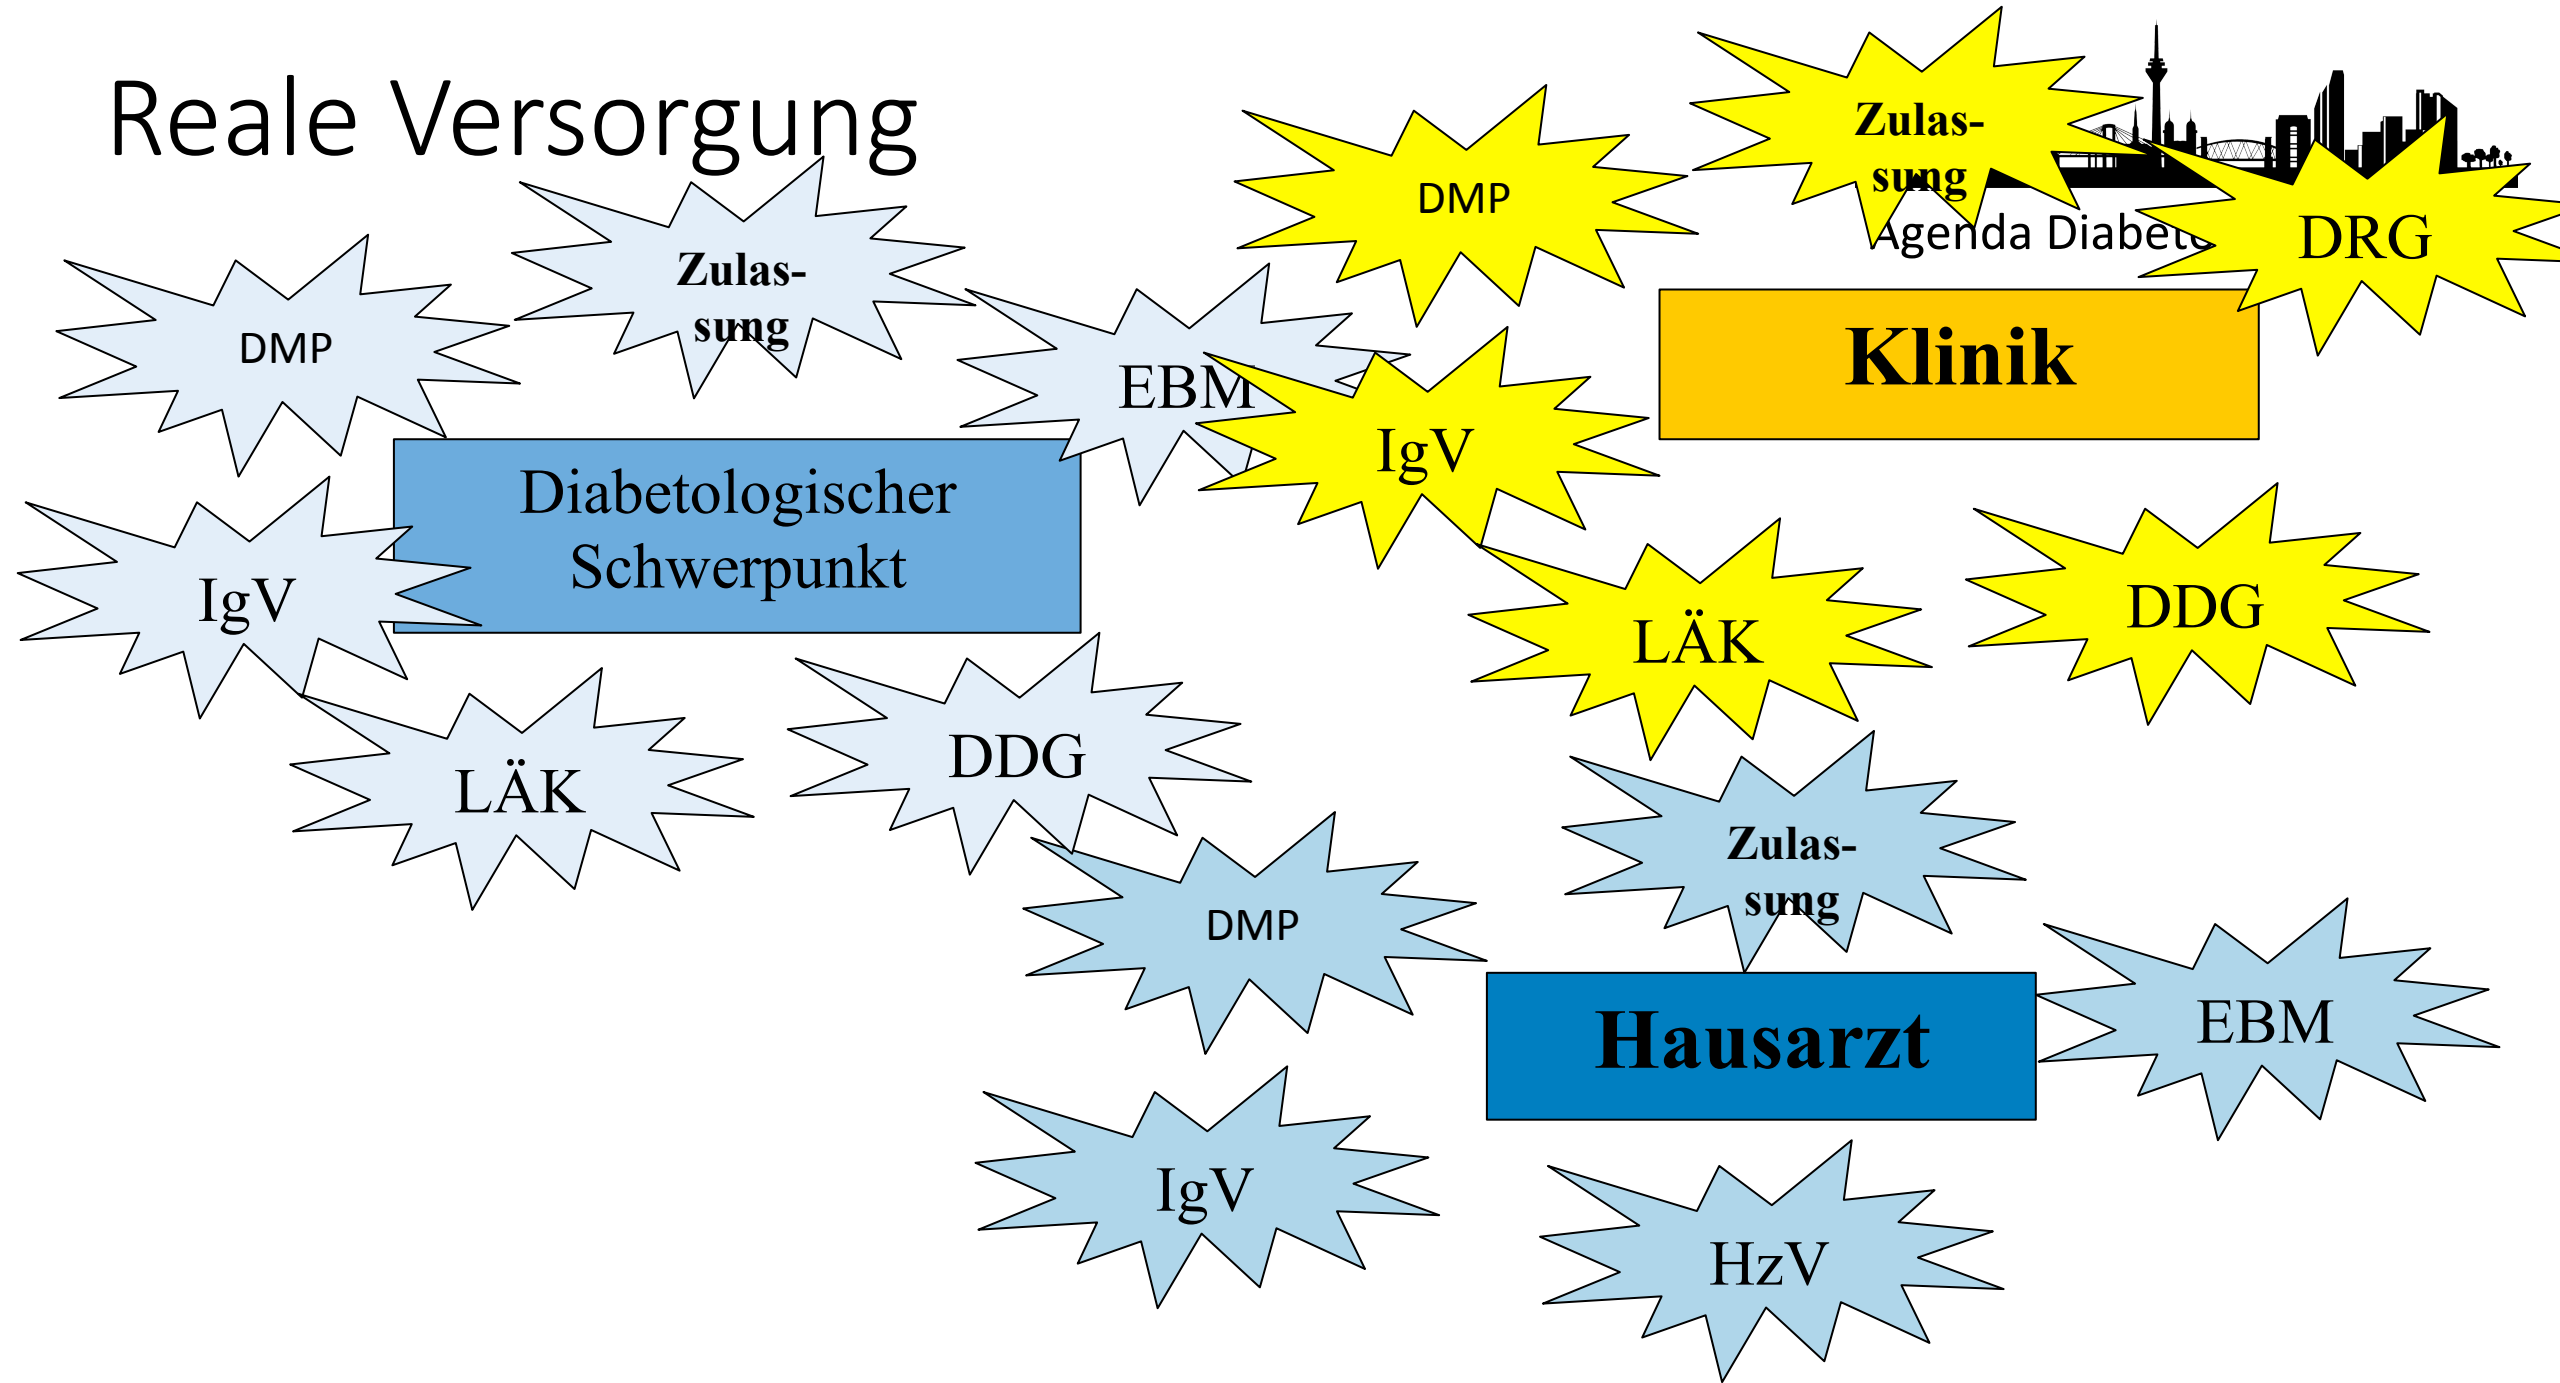 Reale Versorgung
Zulas-
sung
DMP
Agenda Diabet
DRG
Zulas-
sung
DMP
EBM
Klinik
IgV
Diabetologischer
Schwerpunkt
IgV
LÄK
DDG
LÄK
DDG
Zulas-
sung
DMP
Hausarzt
EBM
IgV
HzV